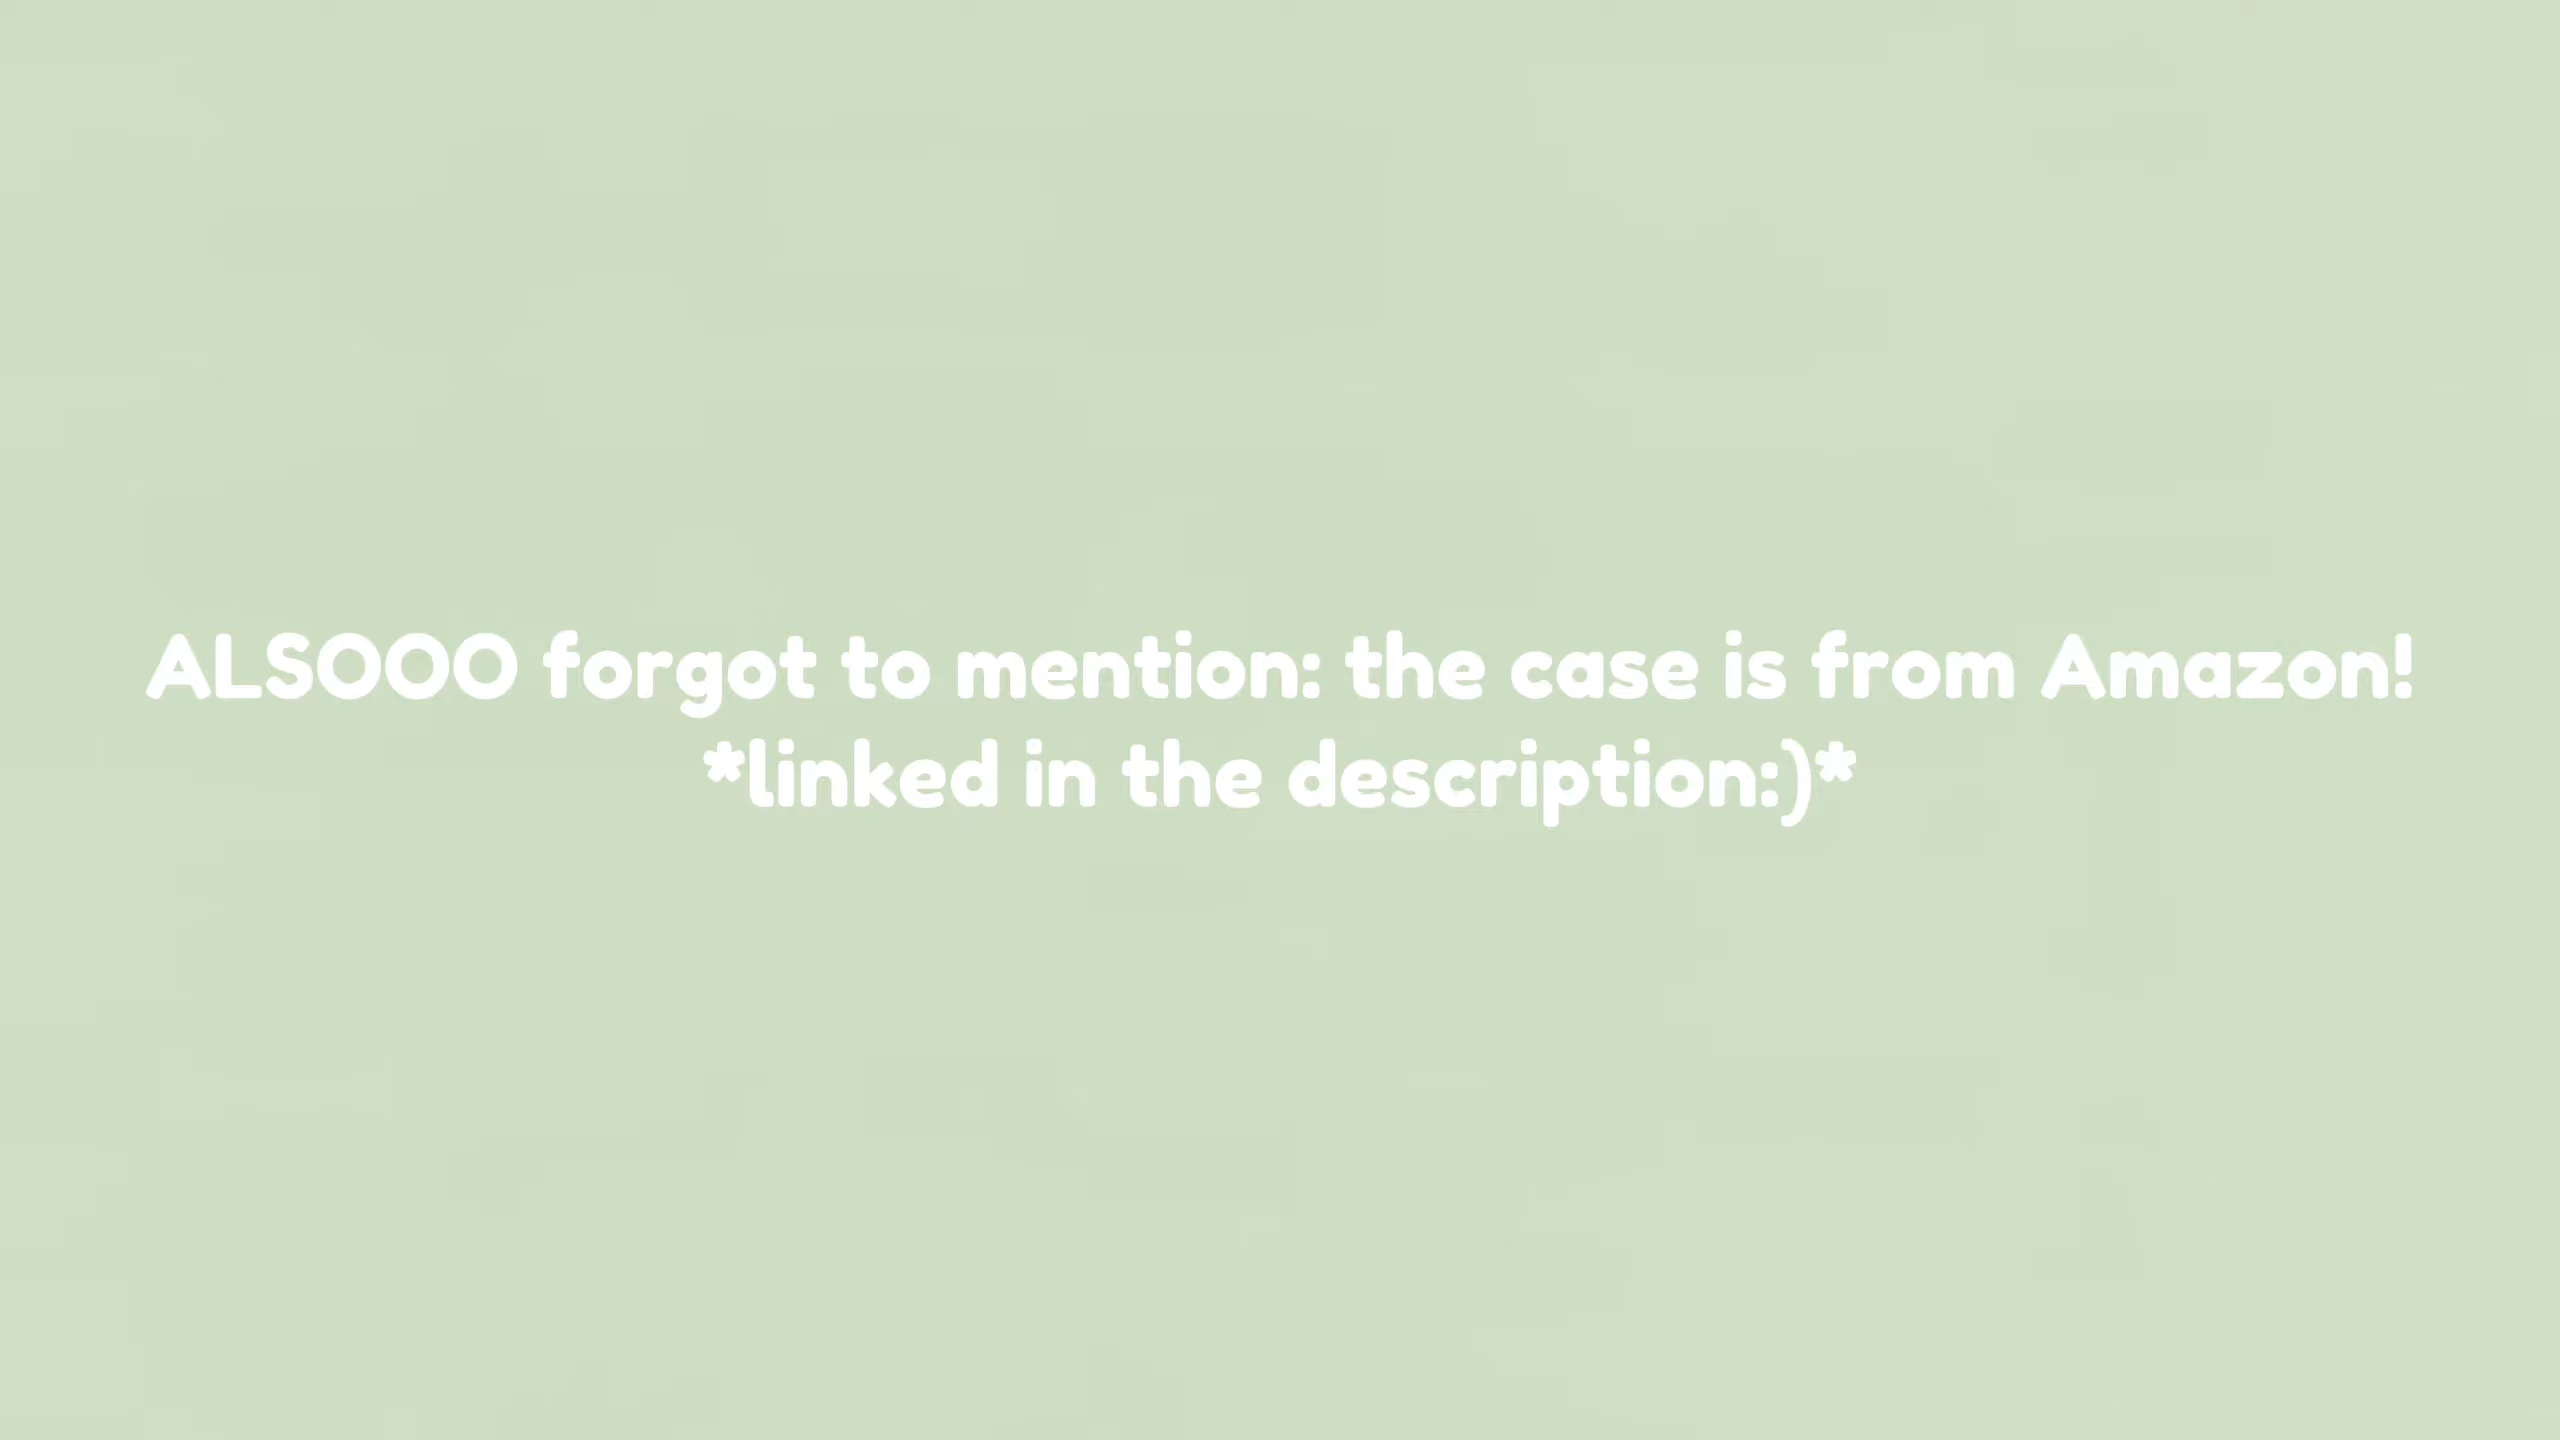 ALSOOO forgot to mention: the case is from Amazon!
*linked in the description:)*